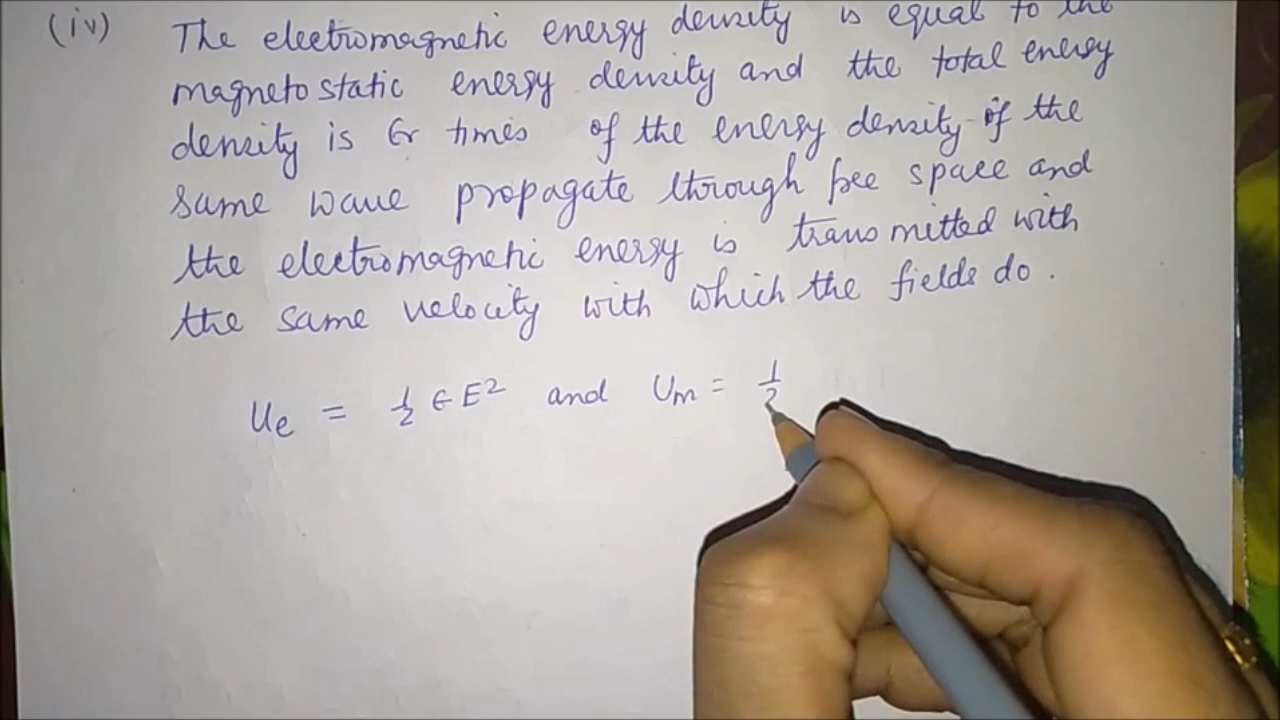 (iv) The electromagnetic energy density is equal to the
magnetostatic energy density and the total energy
density is ϵr times of the energy density of the
same wave propagate through free space and
the electromagnetic energy is transmitted with
the same velocity with which the fields do.
Ue = 1/2 ϵ E² and Um = 1/2